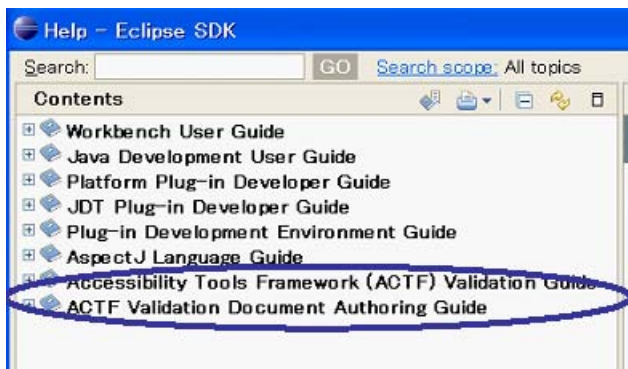 Help - Eclipse SDK
Search: GO Search scope: All topics
Contents
Workbench User Guide
Java Development User Guide
Platform Plug-in Developer Guide
JDT Plug-in Developer Guide
Plug-in Development Environment Guide
AspectJ Language Guide
Accessibility Tools Framework (ACTF) Validation Guide
ACTF Validation Document Authoring Guide